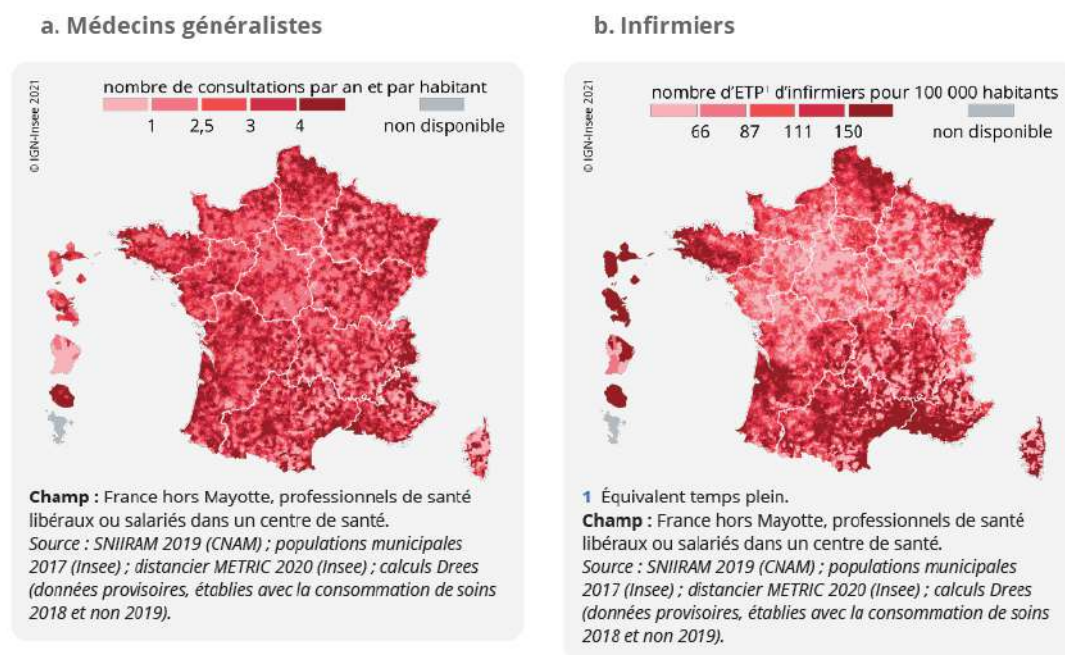 a. Médecins généralistes
© IGN-Insee 2021
nombre de consultations par an et par habitant
1 2,5 3 4 non disponible
Champ : France hors Mayotte, professionnels de santé
libéraux ou salariés dans un centre de santé.
Source : SNIIRAM 2019 (CNAM) ; populations municipales
2017 (Insee) ; distancier METRIC 2020 (Insee) ; calculs Drees
(données provisoires, établies avec la consommation de soins
2018 et non 2019).
b. Infirmiers
© IGN-Insee 2021
nombre d'ETP¹ d'infirmiers pour 100 000 habitants
66 87 111 150 non disponible
1 Équivalent temps plein.
Champ : France hors Mayotte, professionnels de santé
libéraux ou salariés dans un centre de santé.
Source : SNIIRAM 2019 (CNAM) ; populations municipales
2017 (Insee) ; distancier METRIC 2020 (Insee) ; calculs Drees
(données provisoires, établies avec la consommation de soins
2018 et non 2019).